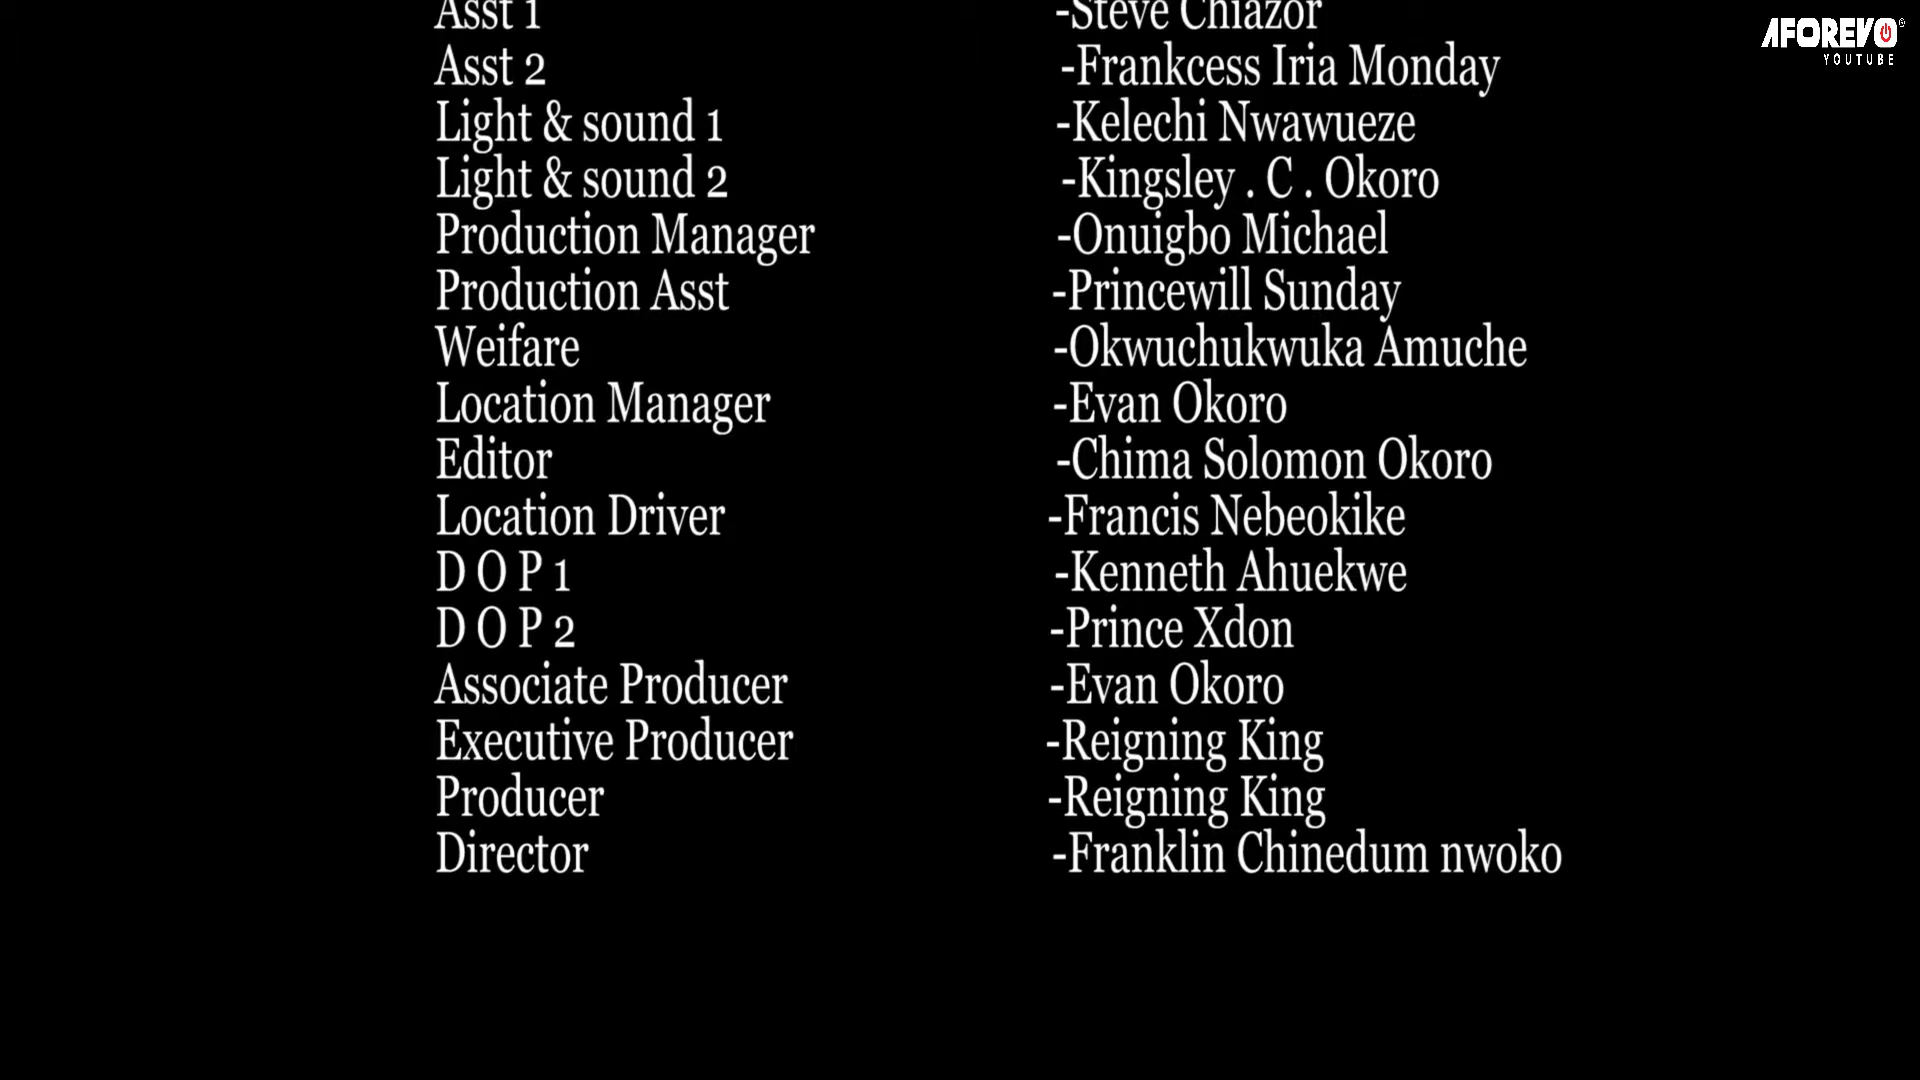 Asst 1 -Steve Chiazor
AFOREVO
YOUTUBE
Asst 2 -Frankcess Iria Monday
Light & sound 1 -Kelechi Nwawueze
Light & sound 2 -Kingsley . C . Okoro
Production Manager -Onuigbo Michael
Production Asst -Princewill Sunday
Weifare -Okwuchukwuka Amuche
Location Manager -Evan Okoro
Editor -Chima Solomon Okoro
Location Driver -Francis Nebeokike
D O P 1 -Kenneth Ahuekwe
D O P 2 -Prince Xdon
Associate Producer -Evan Okoro
Executive Producer -Reigning King
Producer -Reigning King
Director -Franklin Chinedum nwoko